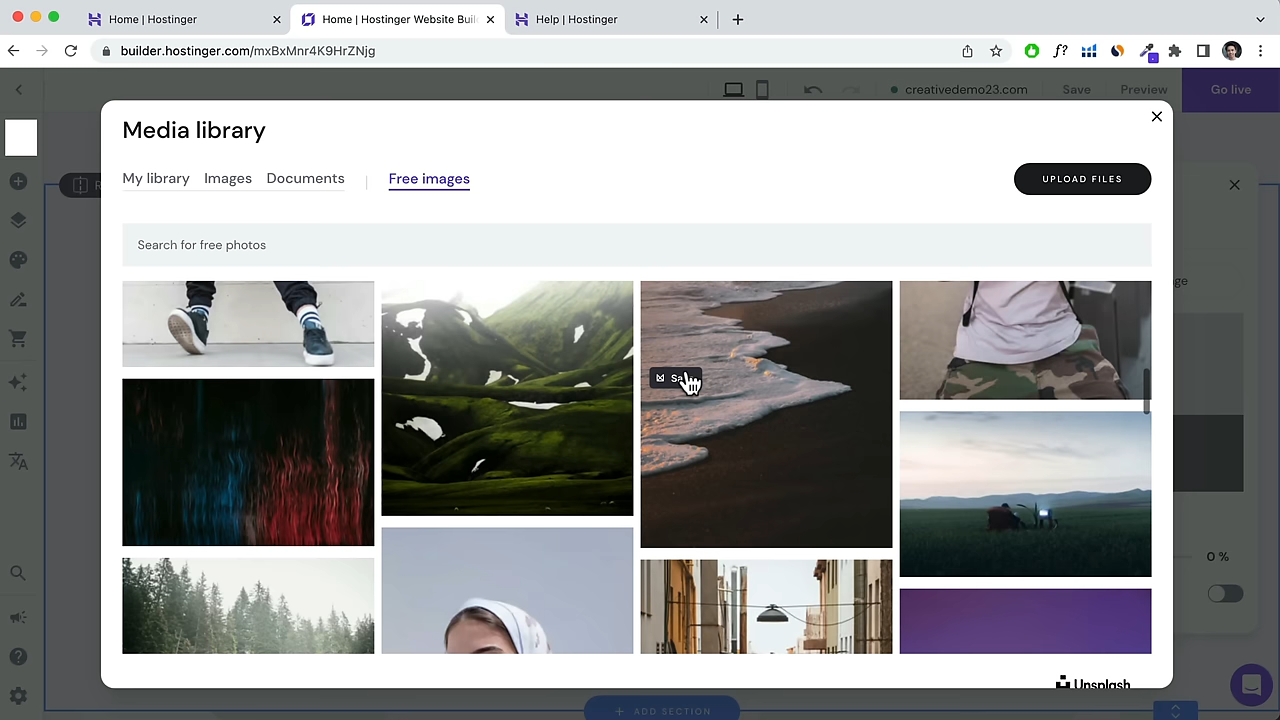 Home | Hostinger
Home | Hostinger Website Buil
Help | Hostinger
builder.hostinger.com/mxBxMnr4K9HrZNjg
f?
creativedemo23.com
Save
Preview
Go live
Media library
My library
Images
Documents
Free images
UPLOAD FILES
Search for free photos
0 %
Unsplash
ADD SECTION